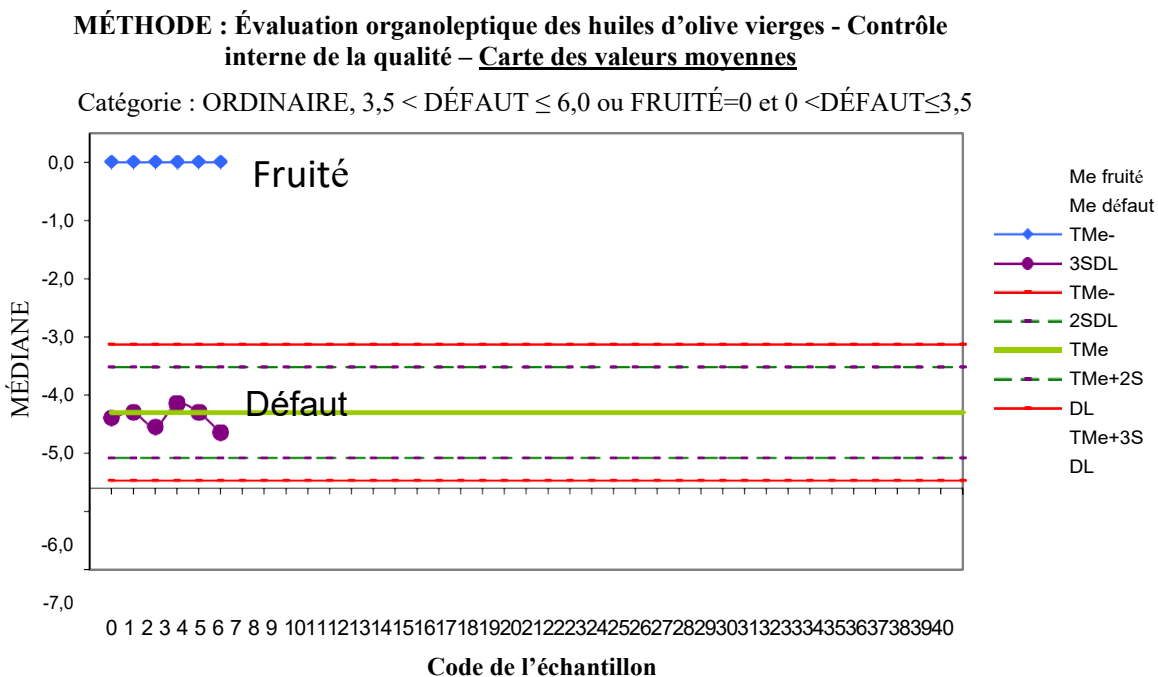 MÉTHODE : Évaluation organoleptique des huiles d’olive vierges - Contrôle
interne de la qualité – Carte des valeurs moyennes
Catégorie : ORDINAIRE, 3,5 < DÉFAUT ≤ 6,0 ou FRUITÉ=0 et 0 <DÉFAUT≤3,5
MÉDIANE
0,0
-1,0
-2,0
-3,0
-4,0
-5,0
-6,0
-7,0
Fruité
Défaut
Me fruité
Me défaut
TMe-
3SDL
TMe-
2SDL
TMe
TMe+2S
DL
TMe+3S
DL
0 1 2 3 4 5 6 7 8 9 10111213141516171819202122232425262728293031323334353637383940
Code de l’échantillon